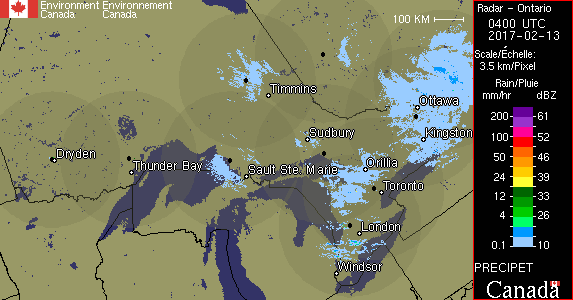 Environment Environnement
Canada Canada
100 KM
Timmins
Ottawa
Sudbury
Kingston
Dryden
Thunder Bay
Sault Ste. Marie
Orillia
Toronto
London
Windsor
Radar - Ontario
0400 UTC
2017-02-13
Scale/Échelle:
3.5 km/Pixel
Rain/Pluie
mm/hr dBZ
200 61
100 52
50 46
24 39
12 34
4 26
0.1 10
PRECIPET
Canada